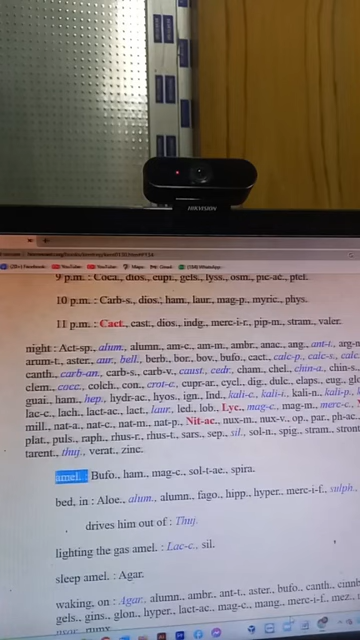 HIKVISION
Facebook
YouTube
YouTube
Maps
Gmail
WhatsApp
9 p.m. : Coca., dios., cupr., gels., lyss., osm., pic-ac., ptel.
10 p.m. : Carb-s., dios., ham., laur., mag-p., myric., phys.
11 p.m. : Cact., cast., dios., indg., merc-i-r., pip-m., stram., valer.
night : Act-sp., alum., alumn., am-c., am-m., ambr., anac., ang., ant-t., arg-n
arum-t., aster., aur., bell., berb., bor., bov., bufo., cact., calc-p., calc-s., calc.
canth., carb-an., carb-s., carb-v., caust., cedr., cham., chel., chin-a., chin-s.
clem., cocc., colch., con., crot-c., cupr-ar., cycl., dig., dulc., elaps., eug., glo
guai., ham., hep., hydr-ac., hyos., ign., Ind., kali-c., kali-i., kali-n., kali-p., k
lac-c., lach., lact-ac., lact., laur., led., lob., Lyc., mag-c., mag-m., merc-c., M
mill., nat-a., nat-c., nat-m., nat-p., Nit-ac., nux-m., nux-v., op., par., ph-ac.,
plat., puls., raph., rhus-r., rhus-t., sars., sep., sil., sol-n., spig., stram., stront
tarent., thuj., verat., zinc.
amel. : Bufo., ham., mag-c., sol-t-ae., spira.
bed, in : Aloe., alum., alumn., fago., hipp., hyper., merc-i-f., sulph.,
drives him out of : Thuj.
lighting the gas amel. : Lac-c., sil.
sleep amel. : Agar.
waking, on : Agar., alumn., ambr., ant-t., aster., bufo., canth., cinnb
gels., gins., glon., hyper., lact-ac., mag-c., mang., merc-i-f., mez.,